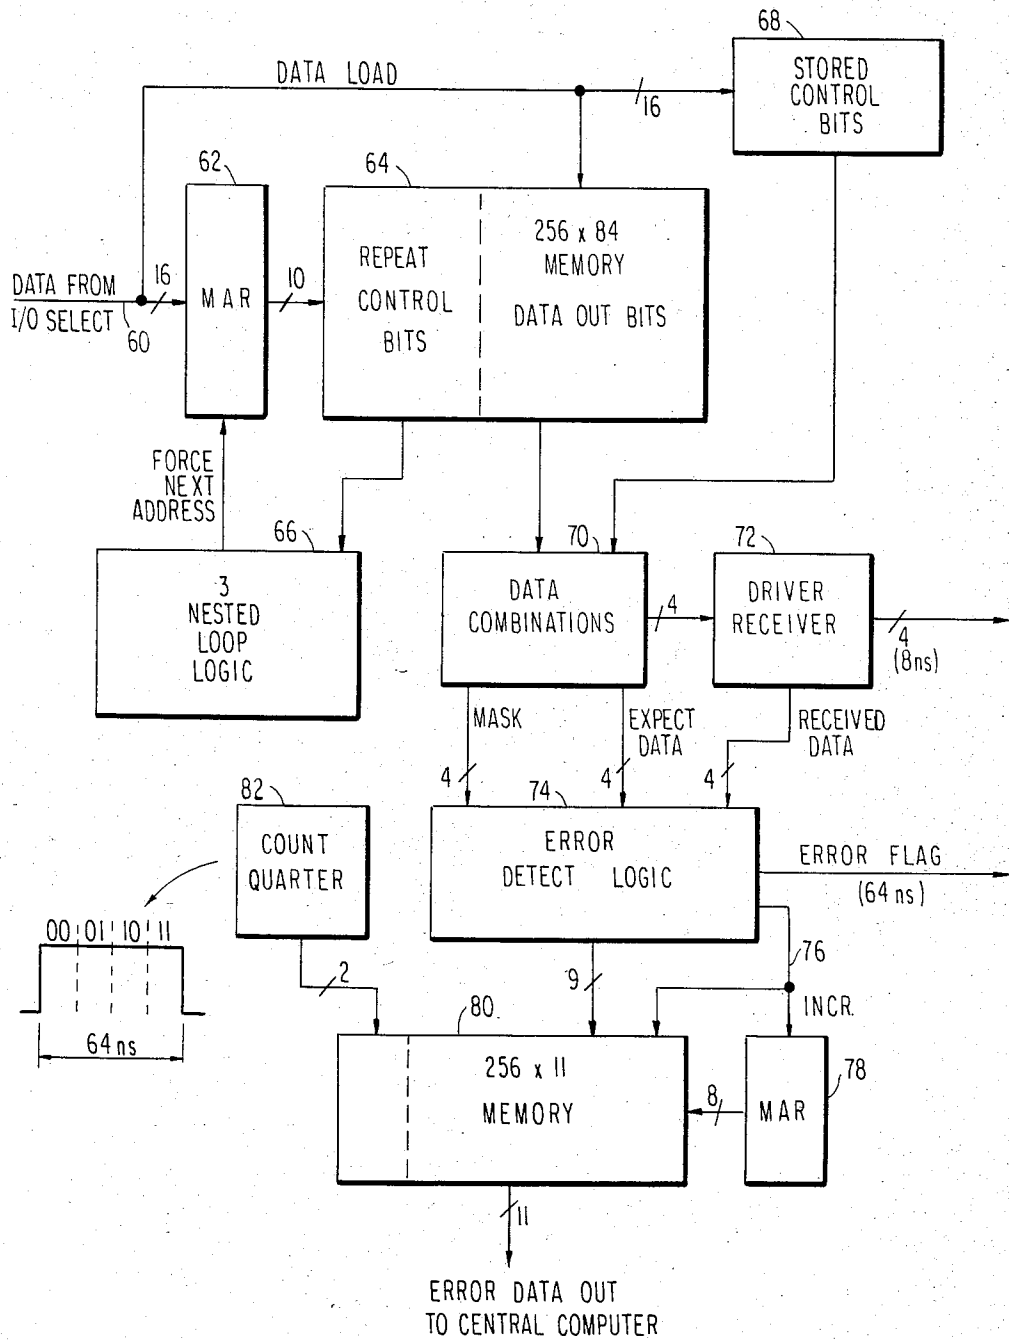 68
STORED
CONTROL
BITS
DATA LOAD
16
62
64
256 x 84
MEMORY
DATA OUT BITS
REPEAT
CONTROL
BITS
DATA FROM
I/O SELECT
16
60
MAR
10
FORCE
NEXT
ADDRESS
66
3
NESTED
LOOP
LOGIC
70
DATA
COMBINATIONS
4
72
DRIVER
RECEIVER
4
(8ns)
MASK
EXPECT
DATA
RECEIVED
DATA
4
4
4
82
COUNT
QUARTER
74
ERROR
DETECT LOGIC
ERROR FLAG
(64ns)
00 01 10 11
64ns
2
9
76
INCR.
80
256 x 11
MEMORY
8
MAR
78
11
ERROR DATA OUT
TO CENTRAL COMPUTER